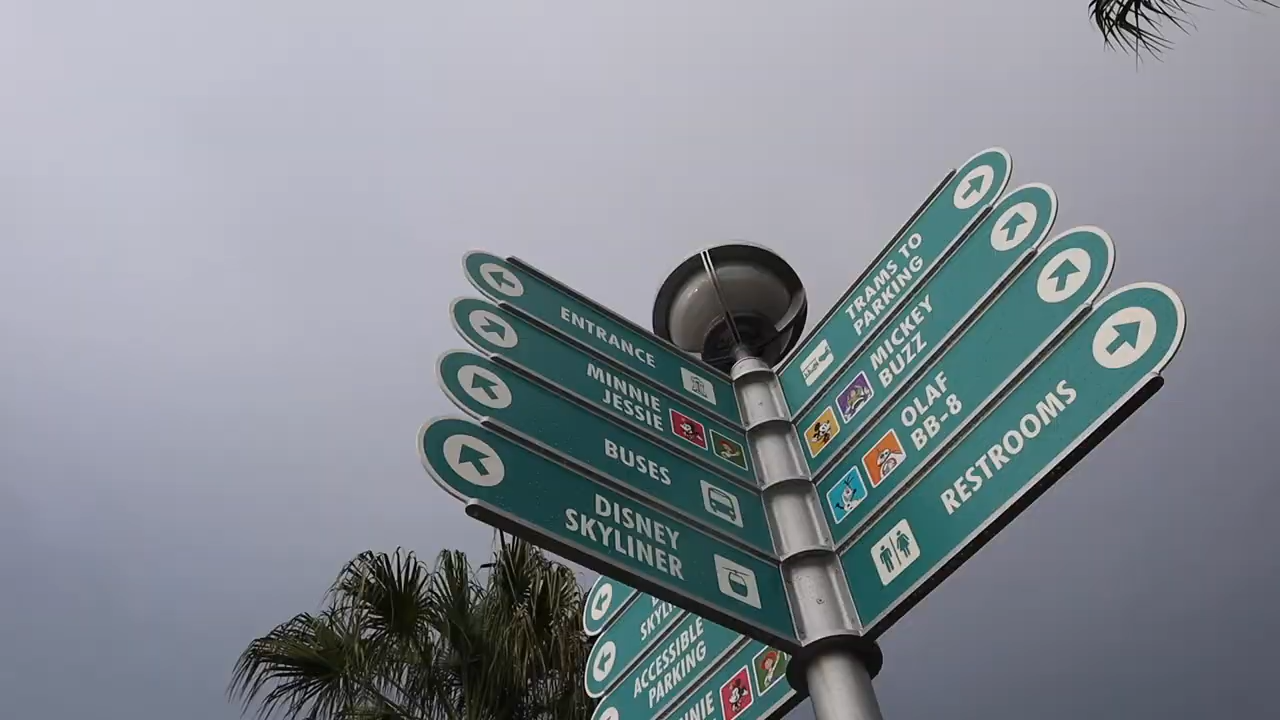 ENTRANCE
MINNIE
JESSIE
BUSES
DISNEY
SKYLINER
TRAMS TO
PARKING
MICKEY
BUZZ
OLAF
BB-8
RESTROOMS
ACCESSIBLE
PARKING